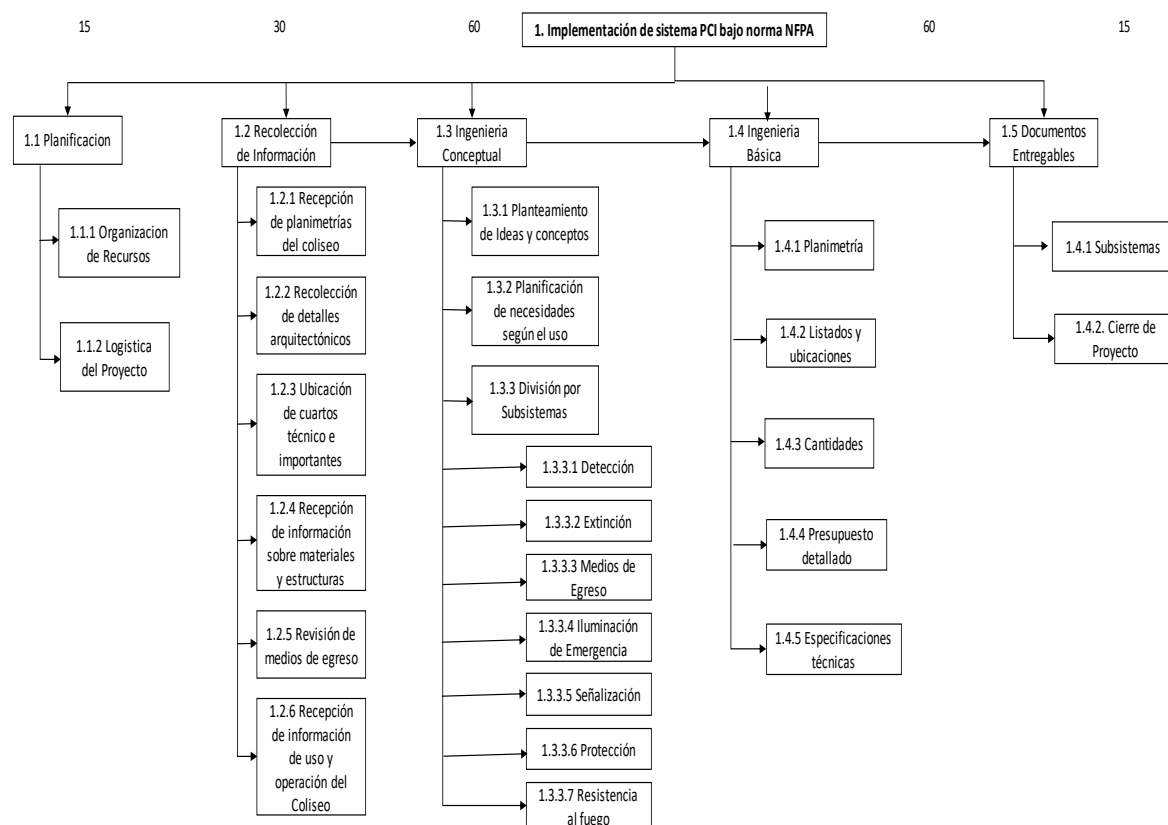 15
30
60
1. Implementación de sistema PCI bajo norma NFPA
60
15
1.1 Planificacion
1.1.1 Organizacion
de Recursos
1.1.2 Logistica
del Proyecto
1.2 Recolección
de Información
1.2.1 Recepción
de planimetrías
del coliseo
1.2.2 Recolección
de detalles
arquitectónicos
1.2.3 Ubicación
de cuartos
técnico e
importantes
1.2.4 Recepción
de información
sobre materiales
y estructuras
1.2.5 Revisión de
medios de egreso
1.2.6 Recepción
de información
de uso y
operación del
Coliseo
1.3 Ingenieria
Conceptual
1.3.1 Planteamiento
de Ideas y conceptos
1.3.2 Planificación
de necesidades
según el uso
1.3.3 División por
Subsistemas
1.3.3.1 Detección
1.3.3.2 Extinción
1.3.3.3 Medios de
Egreso
1.3.3.4 Iluminación
de Emergencia
1.3.3.5 Señalización
1.3.3.6 Protección
1.3.3.7 Resistencia
al fuego
1.4 Ingenieria
Básica
1.4.1 Planimetría
1.4.2 Listados y
ubicaciones
1.4.3 Cantidades
1.4.4 Presupuesto
detallado
1.4.5 Especificaciones
técnicas
1.5 Documentos
Entregables
1.4.1 Subsistemas
1.4.2. Cierre de
Proyecto